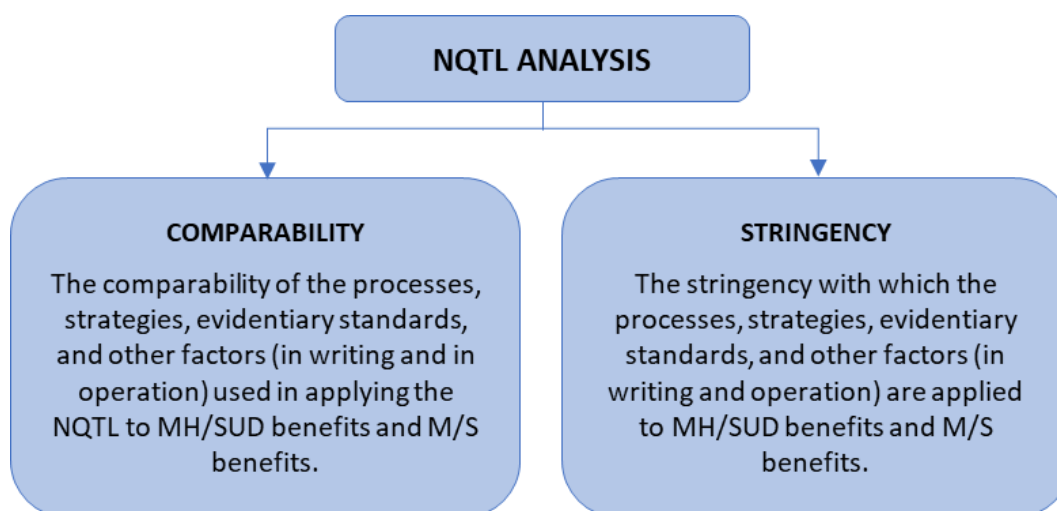 NQTL ANALYSIS
COMPARABILITY
The comparability of the processes,
strategies, evidentiary standards,
and other factors (in writing and in
operation) used in applying the
NQTL to MH/SUD benefits and M/S
benefits.
STRINGENCY
The stringency with which the
processes, strategies, evidentiary
standards, and other factors (in
writing and operation) are applied
to MH/SUD benefits and M/S
benefits.